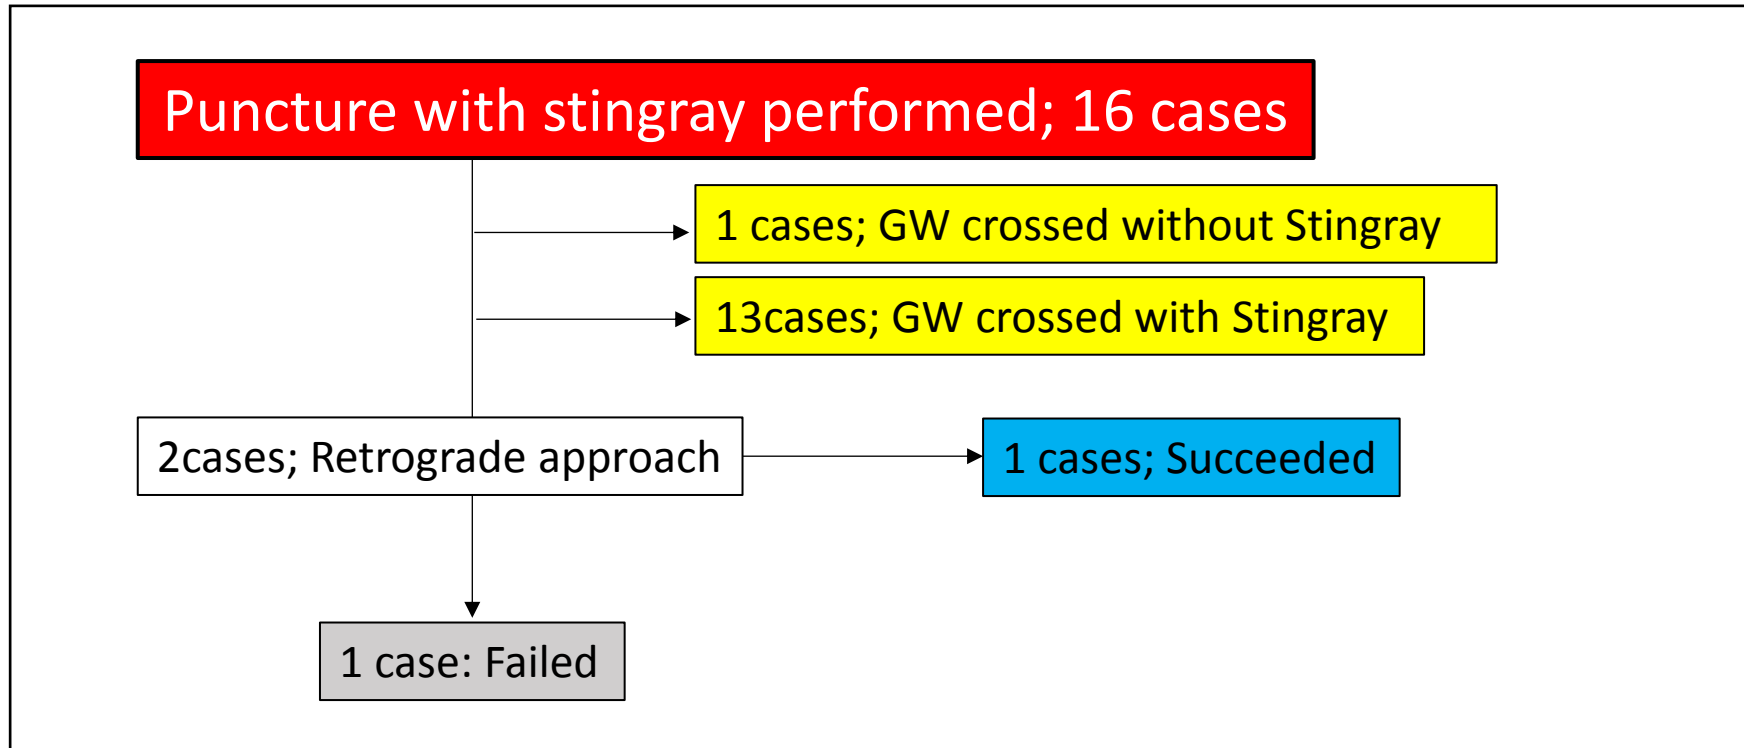 Puncture with stingray performed; 16 cases
1 cases; GW crossed without Stingray
13cases; GW crossed with Stingray
2cases; Retrograde approach
1 cases; Succeeded
1 case: Failed